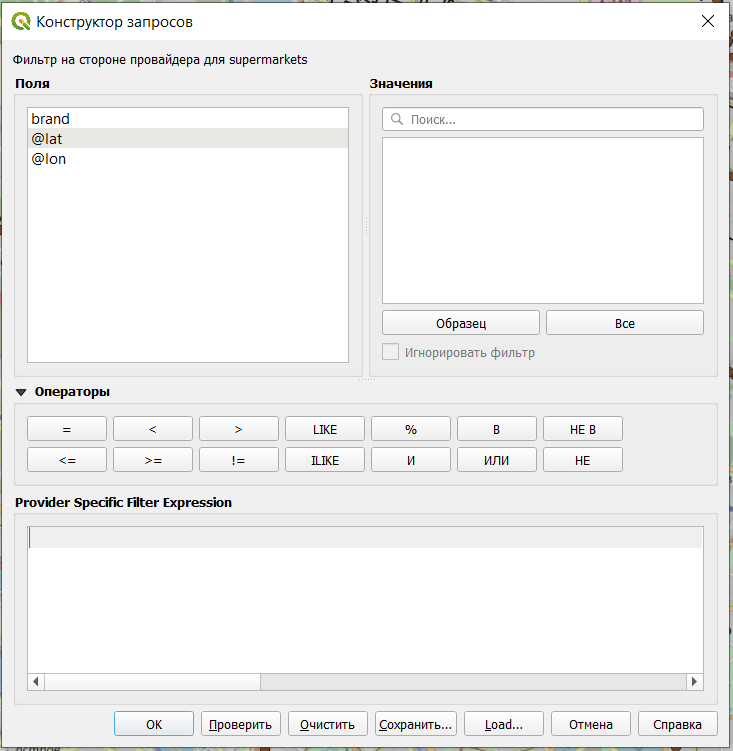 Конструктор запросов
Фильтр на стороне провайдера для supermarkets
Поля
Значения
brand
@lat
@lon
Поиск...
Образец
Все
Игнорировать фильтр
Операторы
= < > LIKE % В НЕ В
<= >= != ILIKE И ИЛИ НЕ
Provider Specific Filter Expression
OK Проверить Очистить Сохранить... Load... Отмена Справка